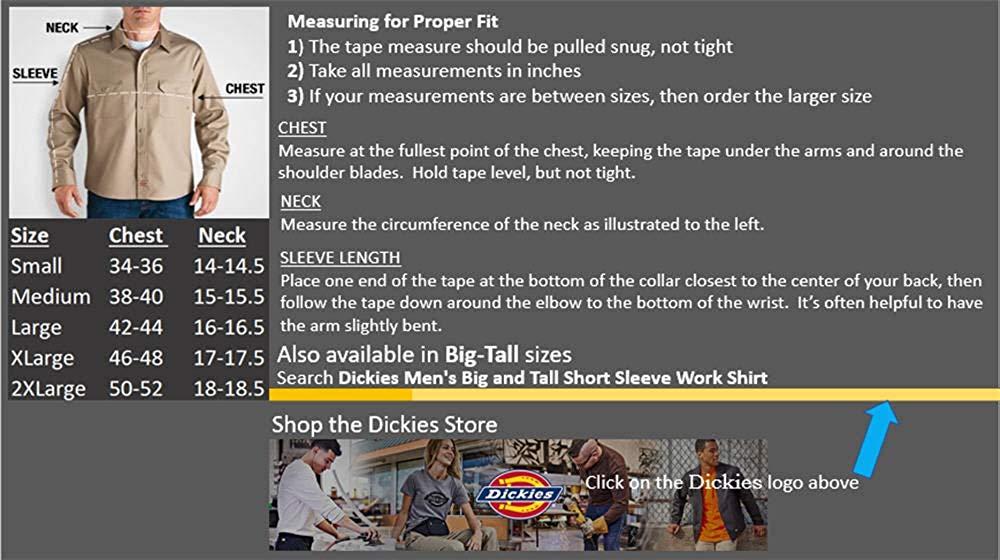 NECK
SLEEVE
CHEST
Measuring for Proper Fit
1) The tape measure should be pulled snug, not tight
2) Take all measurements in inches
3) If your measurements are between sizes, then order the larger size
CHEST
Measure at the fullest point of the chest, keeping the tape under the arms and around the
shoulder blades. Hold tape level, but not tight.
NECK
Measure the circumference of the neck as illustrated to the left.
SLEEVE LENGTH
Place one end of the tape at the bottom of the collar closest to the center of your back, then
follow the tape down around the elbow to the bottom of the wrist. It's often helpful to have
the arm slightly bent.
Size Chest Neck
Small 34-36 14-14.5
Medium 38-40 15-15.5
Large 42-44 16-16.5
XLarge 46-48 17-17.5
2XLarge 50-52 18-18.5
Also available in Big-Tall sizes
Search Dickies Men's Big and Tall Short Sleeve Work Shirt
Shop the Dickies Store
Dickies
Click on the Dickies logo above